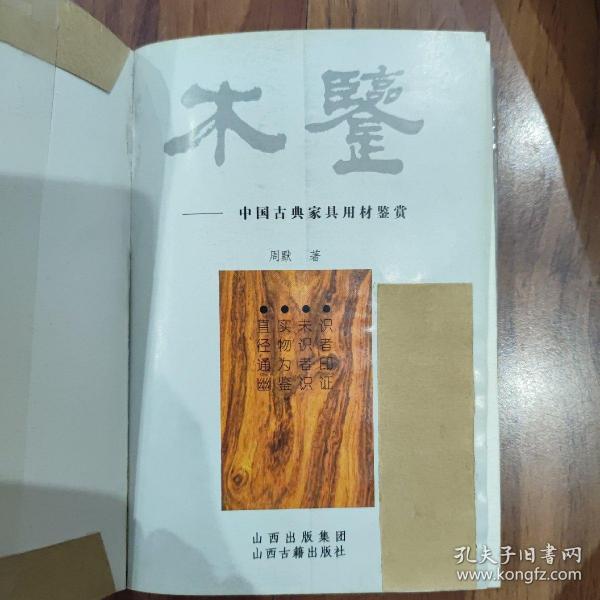 木鑒
——中国古典家具用材鉴赏
周默 著
●识者印证
●未识者识
●实物为鉴
●直径通幽
山西出版集团
山西古籍出版社
孔夫子旧书网
www.kongfz.com